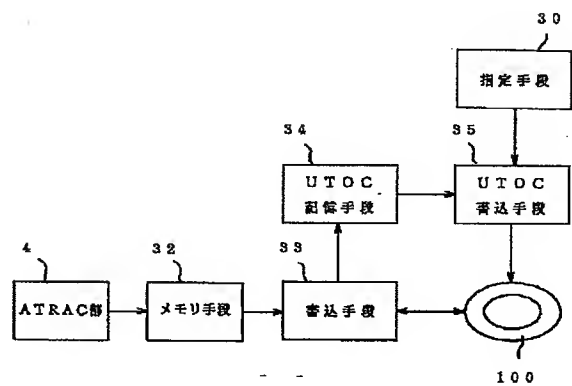 30
指定手段
34
35
UTOC
記憶手段
UTOC
書込手段
4
32
33
ATRAC部
メモリ手段
書込手段
100